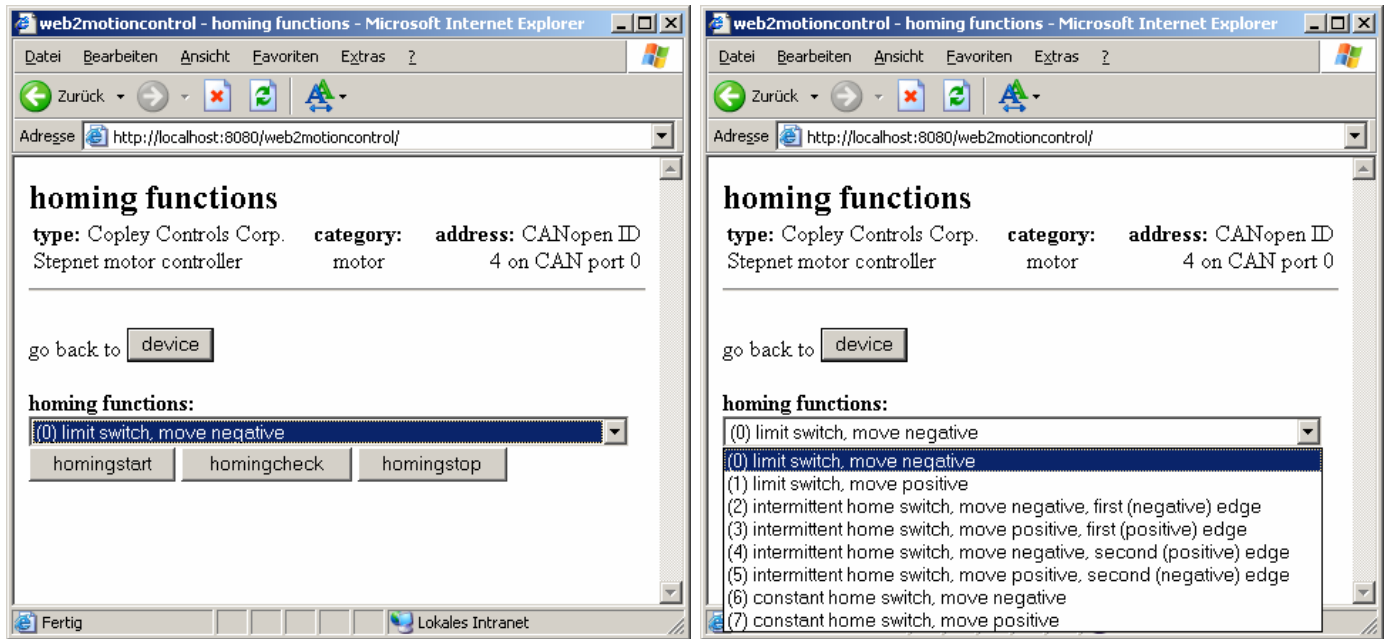 web2motioncontrol - homing functions - Microsoft Internet Explorer
Datei Bearbeiten Ansicht Favoriten Extras ?
Zurück
Adresse http://localhost:8080/web2motioncontrol/
homing functions
type: Copley Controls Corp. category: address: CANopen ID
Stepnet motor controller motor 4 on CAN port 0
go back to device
homing functions:
(0) limit switch, move negative
homingstart homingcheck homingstop
Fertig Lokales Intranet
web2motioncontrol - homing functions - Microsoft Internet Explorer
Datei Bearbeiten Ansicht Favoriten Extras ?
Zurück
Adresse http://localhost:8080/web2motioncontrol/
homing functions
type: Copley Controls Corp. category: address: CANopen ID
Stepnet motor controller motor 4 on CAN port 0
go back to device
homing functions:
(0) limit switch, move negative
(0) limit switch, move negative
(1) limit switch, move positive
(2) intermittent home switch, move negative, first (negative) edge
(3) intermittent home switch, move positive, first (positive) edge
(4) intermittent home switch, move negative, second (positive) edge
(5) intermittent home switch, move positive, second (negative) edge
(6) constant home switch, move negative
(7) constant home switch, move positive